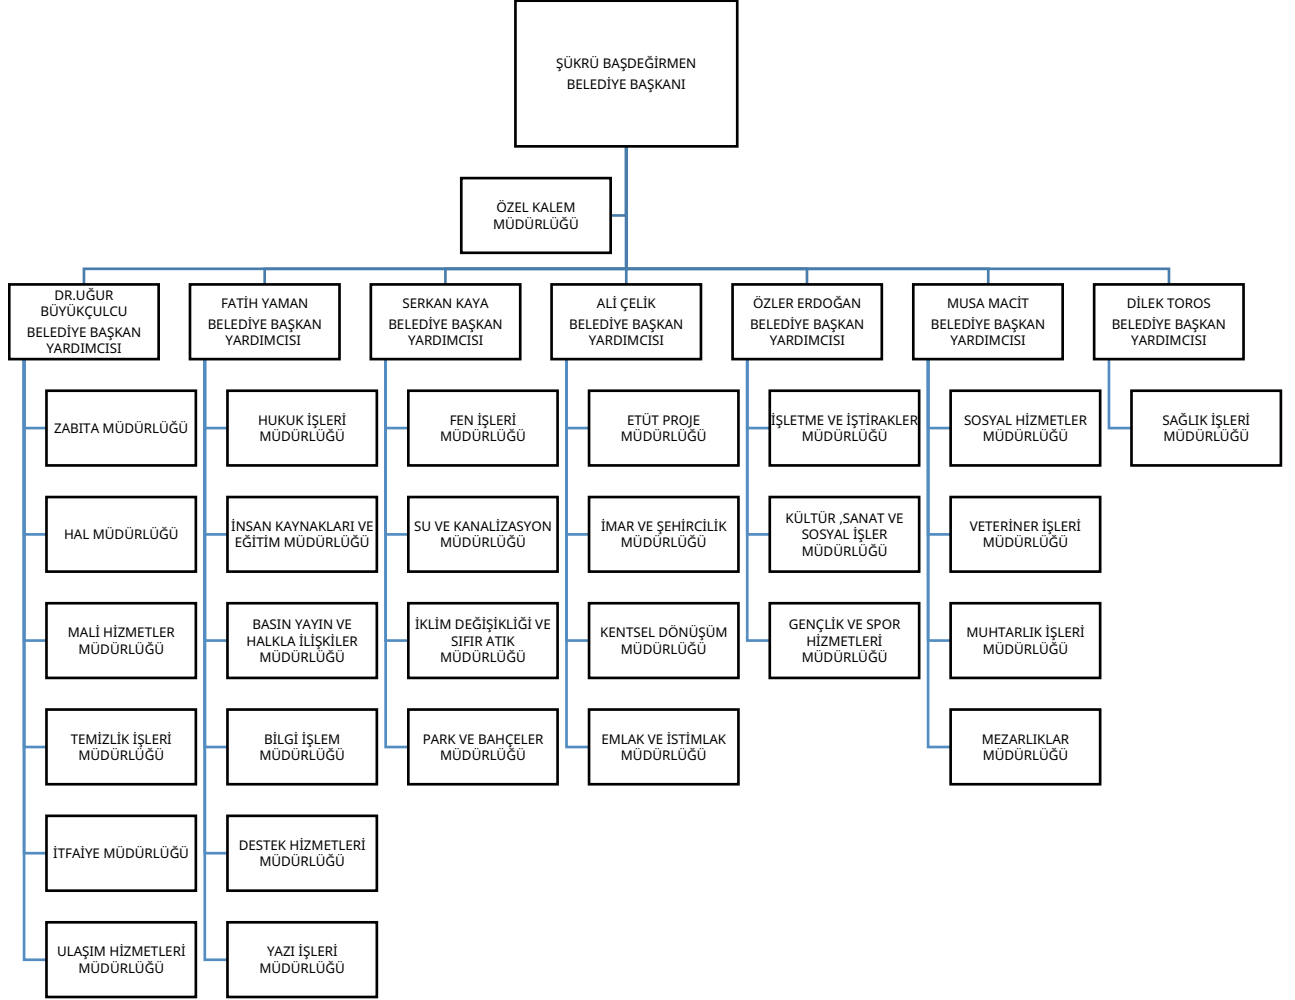 ŞÜKRÜ BAŞDEĞİRMEN
BELEDİYE BAŞKANI
ÖZEL KALEM
MÜDÜRLÜĞÜ
DR.UĞUR
BÜYÜKÇULCU
BELEDİYE BAŞKAN
YARDIMCISI
FATİH YAMAN
BELEDİYE BAŞKAN
YARDIMCISI
SERKAN KAYA
BELEDİYE BAŞKAN
YARDIMCISI
ALİ ÇELİK
BELEDİYE BAŞKAN
YARDIMCISI
ÖZLER ERDOĞAN
BELEDİYE BAŞKAN
YARDIMCISI
MUSA MACİT
BELEDİYE BAŞKAN
YARDIMCISI
DİLEK TOROS
BELEDİYE BAŞKAN
YARDIMCISI
ZABITA MÜDÜRLÜĞÜ
HAL MÜDÜRLÜĞÜ
MALİ HİZMETLER
MÜDÜRLÜĞÜ
TEMİZLİK İŞLERİ
MÜDÜRLÜĞÜ
İTFAİYE MÜDÜRLÜĞÜ
ULAŞIM HİZMETLERİ
MÜDÜRLÜĞÜ
HUKUK İŞLERİ
MÜDÜRLÜĞÜ
İNSAN KAYNAKLARI VE
EĞİTİM MÜDÜRLÜĞÜ
BASIN YAYIN VE
HALKLA İLİŞKİLER
MÜDÜRLÜĞÜ
BİLGİ İŞLEM
MÜDÜRLÜĞÜ
DESTEK HİZMETLERİ
MÜDÜRLÜĞÜ
YAZI İŞLERİ
MÜDÜRLÜĞÜ
FEN İŞLERİ
MÜDÜRLÜĞÜ
SU VE KANALİZASYON
MÜDÜRLÜĞÜ
İKLİM DEĞİŞİKLİĞİ VE
SIFIR ATIK
MÜDÜRLÜĞÜ
PARK VE BAHÇELER
MÜDÜRLÜĞÜ
ETÜT PROJE
MÜDÜRLÜĞÜ
İMAR VE ŞEHİRCİLİK
MÜDÜRLÜĞÜ
KENTSEL DÖNÜŞÜM
MÜDÜRLÜĞÜ
EMLAK VE İSTİMLAK
MÜDÜRLÜĞÜ
İŞLETME VE İŞTİRAKLER
MÜDÜRLÜĞÜ
KÜLTÜR ,SANAT VE
SOSYAL İŞLER
MÜDÜRLÜĞÜ
GENÇLİK VE SPOR
HİZMETLERİ
MÜDÜRLÜĞÜ
SOSYAL HİZMETLER
MÜDÜRLÜĞÜ
VETERİNER İŞLERİ
MÜDÜRLÜĞÜ
MUHTARLIK İŞLERİ
MÜDÜRLÜĞÜ
MEZARLIKLAR
MÜDÜRLÜĞÜ
SAĞLIK İŞLERİ
MÜDÜRLÜĞÜ